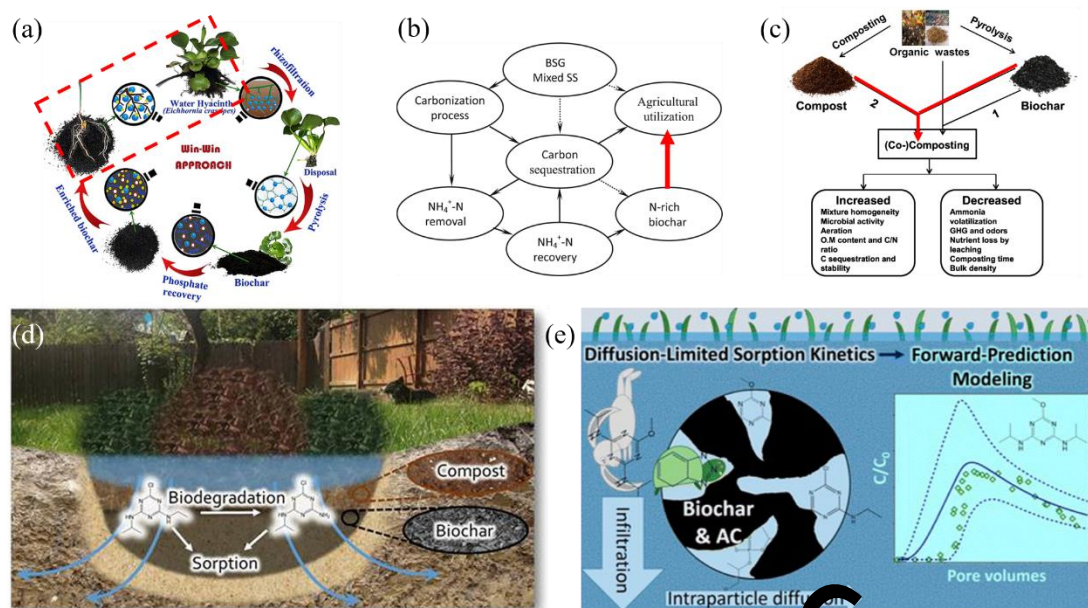 (a)
Water Hyacinth
(Eichhornia crassipes)
rhizofiltration
Win-Win
APPROACH
Disposal
Pyrolysis
Biochar
Phosphate
recovery
Enriched biochar
(b)
BSG
Mixed SS
Carbonization
process
Agricultural
utilization
Carbon
sequestration
NH₄⁺-N
removal
N-rich
biochar
NH₄⁺-N
recovery
(c)
Composting
Pyrolysis
Organic wastes
Compost
Biochar
2
1
(Co-)Composting
Increased
Mixture homogeneity
Microbial activity
Aeration
O.M content and C/N
ratio
C sequestration and
stability
Decreased
Ammonia
volatilization
GHG and odors
Nutrient loss by
leaching
Composting time
Bulk density
(d)
Compost
Biodegradation
Biochar
Sorption
(e)
Diffusion-Limited Sorption Kinetics
Forward-Prediction
Modeling
Biochar
& AC
Infiltration
Intraparticle diffusion
C/C₀
Pore volumes